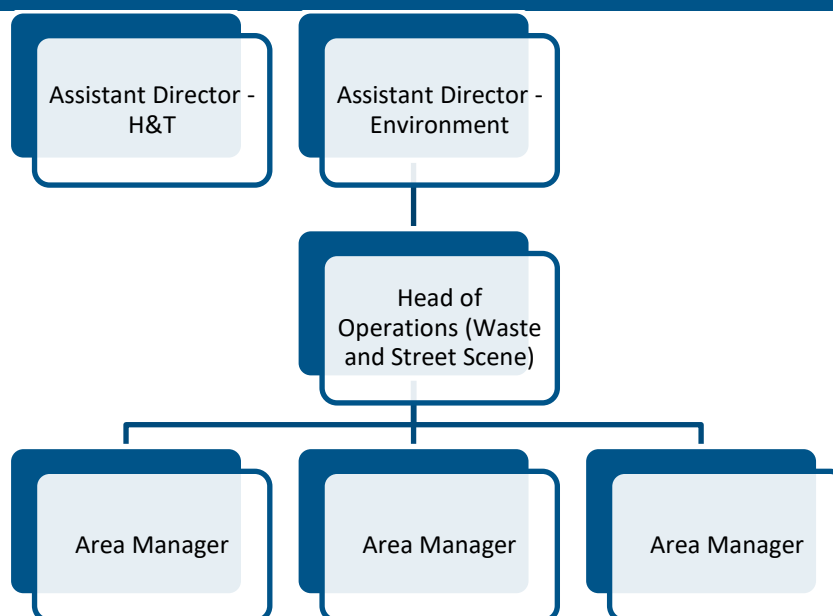 Assistant Director -
H&T
Assistant Director -
Environment
Head of
Operations (Waste
and Street Scene)
Area Manager
Area Manager
Area Manager